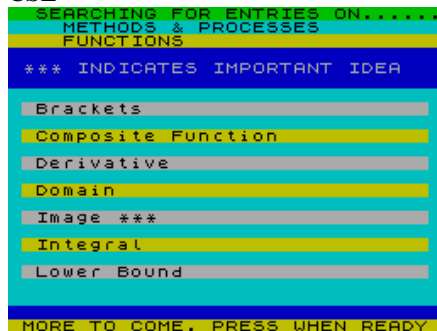 SEARCHING FOR ENTRIES ON......
METHODS & PROCESSES
FUNCTIONS
*** INDICATES IMPORTANT IDEA
Brackets
Composite Function
Derivative
Domain
Image ***
Integral
Lower Bound
MORE TO COME. PRESS WHEN READY